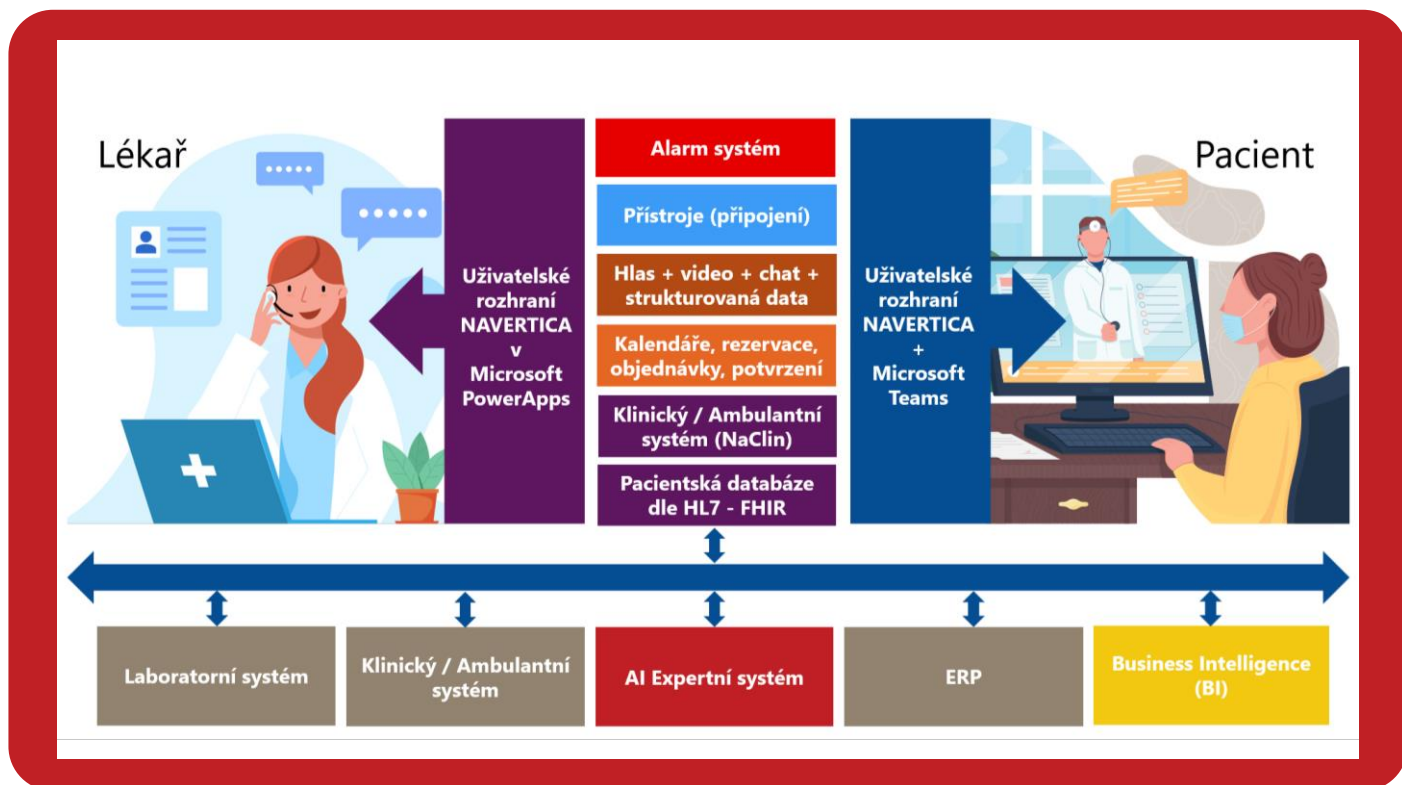 Lékař
Uživatelské
rozhraní
NAVERTICA
v
Microsoft
PowerApps
Alarm systém
Přístroje (připojení)
Hlas + video + chat +
strukturovaná data
Kalendáře, rezervace,
objednávky, potvrzení
Klinický / Ambulantní
systém (NaClin)
Pacientská databáze
dle HL7 - FHIR
Uživatelské
rozhraní
NAVERTICA
+
Microsoft
Teams
Pacient
Laboratorní systém
Klinický / Ambulantní
systém
AI Expertní systém
ERP
Business Intelligence
(BI)